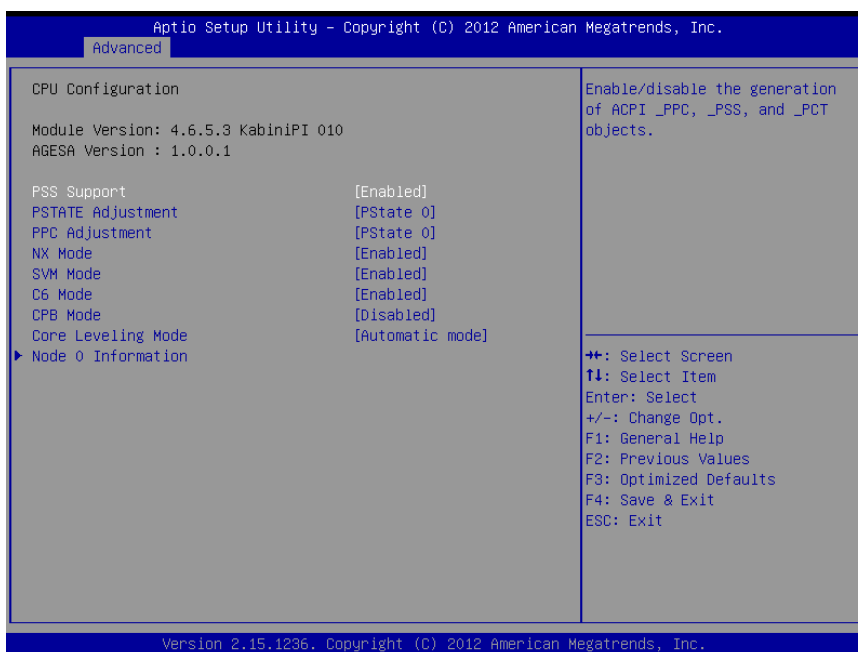 Aptio Setup Utility – Copyright (C) 2012 American Megatrends, Inc.
Advanced
CPU Configuration
Module Version: 4.6.5.3 KabiniPI 010
AGESA Version : 1.0.0.1
PSS Support [Enabled]
PSTATE Adjustment [PState 0]
PPC Adjustment [PState 0]
NX Mode [Enabled]
SVM Mode [Enabled]
C6 Mode [Enabled]
CPB Mode [Disabled]
Core Leveling Mode [Automatic mode]
Node 0 Information
Enable/disable the generation
of ACPI _PPC, _PSS, and _PCT
objects.
→←: Select Screen
↑↓: Select Item
Enter: Select
+/-: Change Opt.
F1: General Help
F2: Previous Values
F3: Optimized Defaults
F4: Save & Exit
ESC: Exit
Version 2.15.1236. Copyright (C) 2012 American Megatrends, Inc.